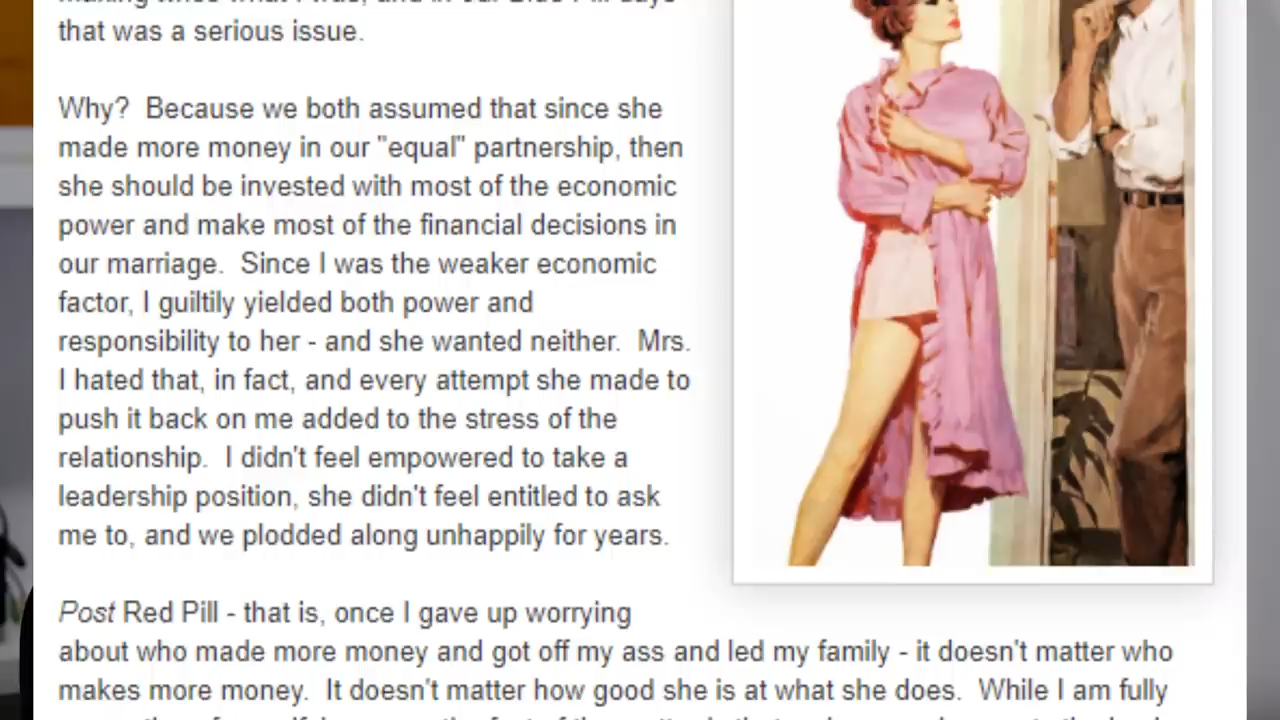 that was a serious issue.
Why? Because we both assumed that since she
made more money in our "equal" partnership, then
she should be invested with most of the economic
power and make most of the financial decisions in
our marriage. Since I was the weaker economic
factor, I guiltily yielded both power and
responsibility to her - and she wanted neither. Mrs.
I hated that, in fact, and every attempt she made to
push it back on me added to the stress of the
relationship. I didn't feel empowered to take a
leadership position, she didn't feel entitled to ask
me to, and we plodded along unhappily for years.
Post Red Pill - that is, once I gave up worrying
about who made more money and got off my ass and led my family - it doesn't matter who
makes more money. It doesn't matter how good she is at what she does. While I am fully